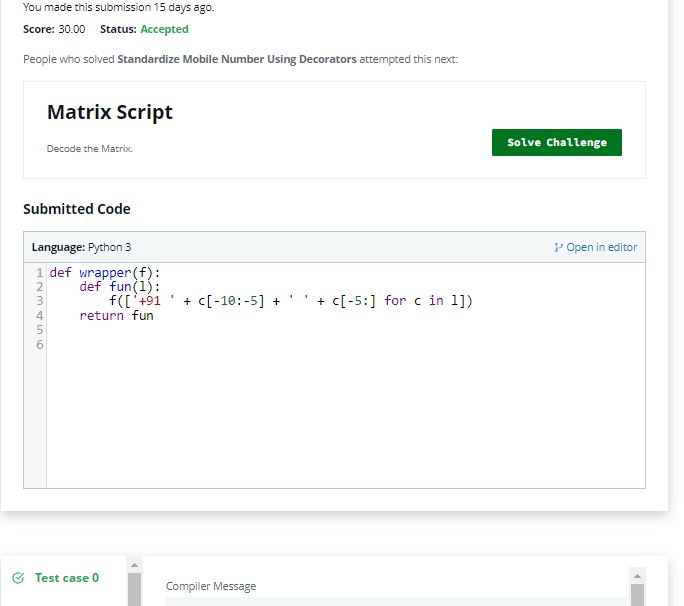 You made this submission 15 days ago.
Score: 30.00 Status: Accepted
People who solved Standardize Mobile Number Using Decorators attempted this next:
Matrix Script
Decode the Matrix.
Solve Challenge
Submitted Code
Language: Python 3
Open in editor
1 def wrapper(f):
2     def fun(l):
3         f(['+91 ' + c[-10:-5] + ' ' + c[-5:] for c in l])
4     return fun
5
6
Test case 0
Compiler Message